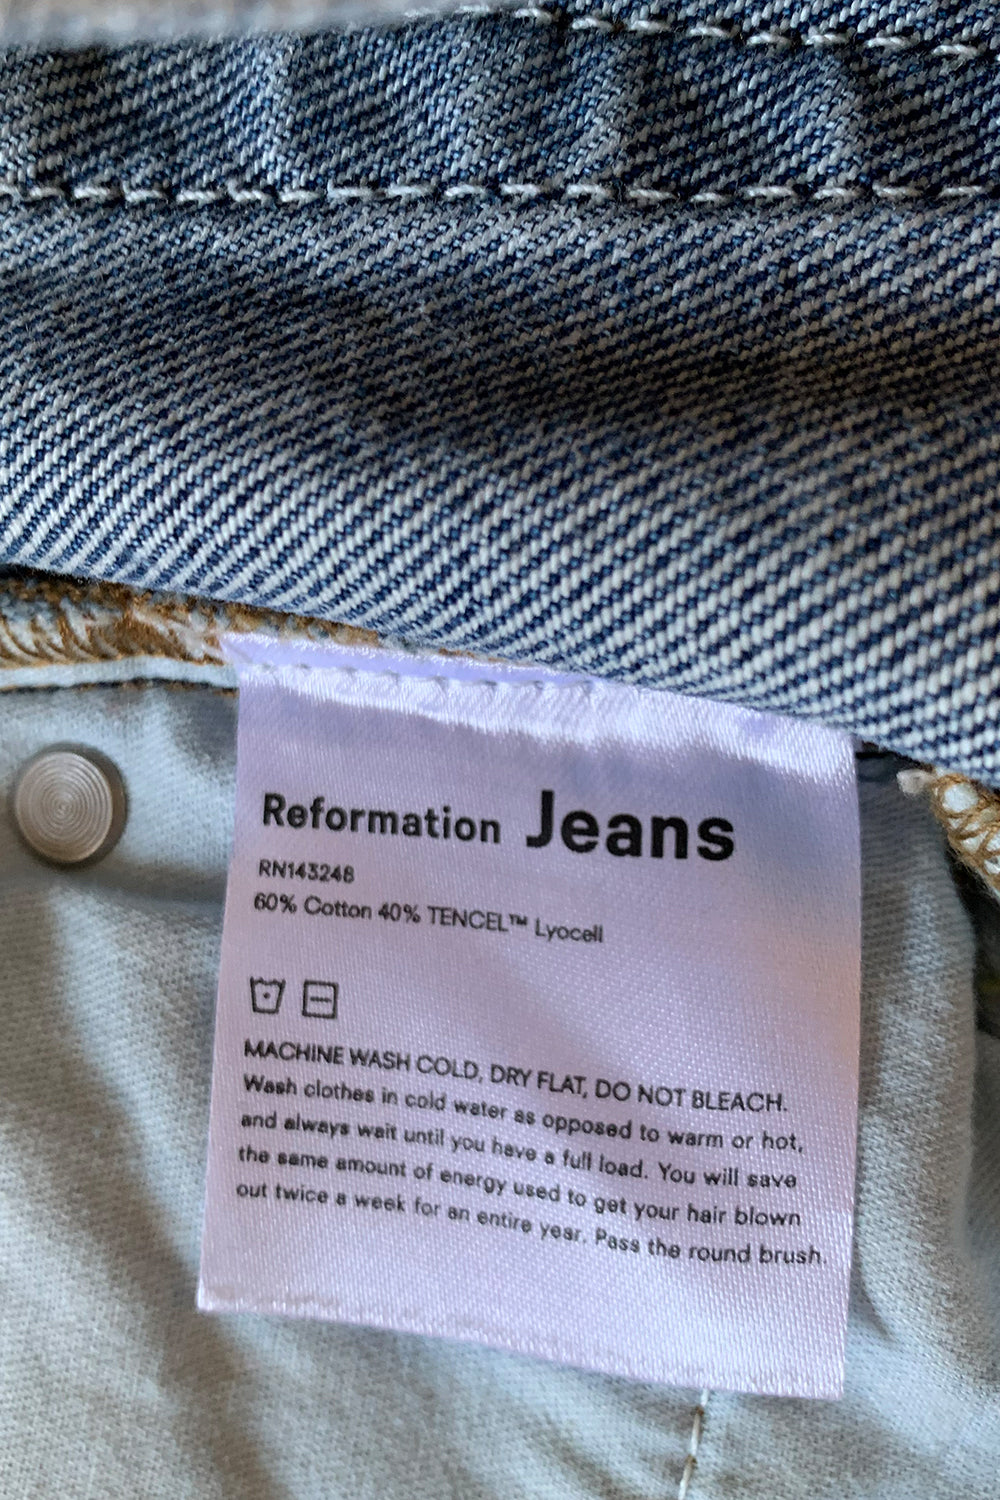 Reformation Jeans
RN143248
60% Cotton 40% TENCEL™ Lyocell
MACHINE WASH COLD, DRY FLAT, DO NOT BLEACH.
Wash clothes in cold water as opposed to warm or hot,
and always wait until you have a full load. You will save
the same amount of energy used to get your hair blown
out twice a week for an entire year. Pass the round brush.